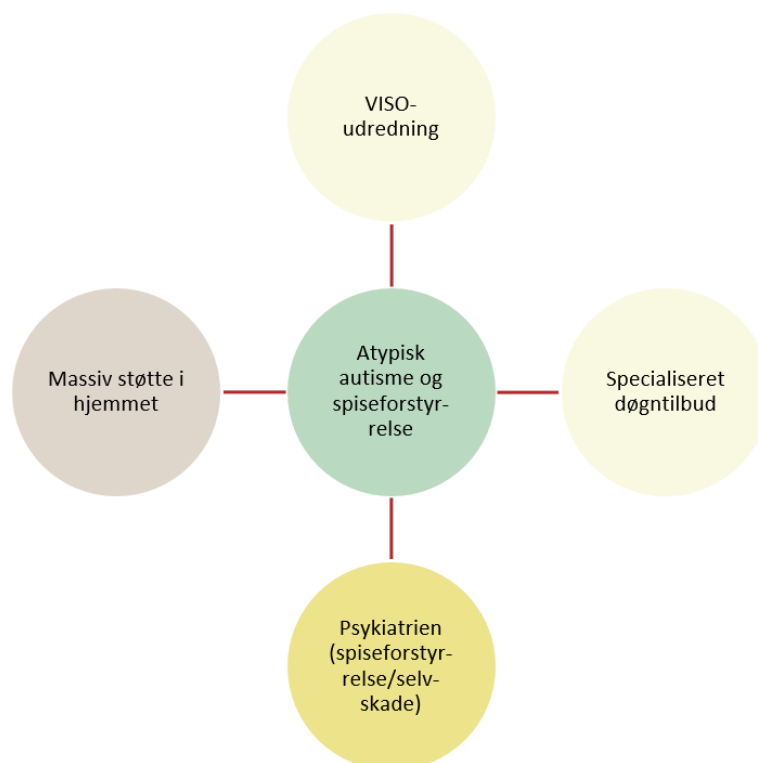 VISO-
udredning
Massiv støtte i
hjemmet
Atypisk
autisme og
spiseforstyr-
relse
Specialiseret
døgntilbud
Psykiatrien
(spiseforstyr-
relse/selv-
skade)